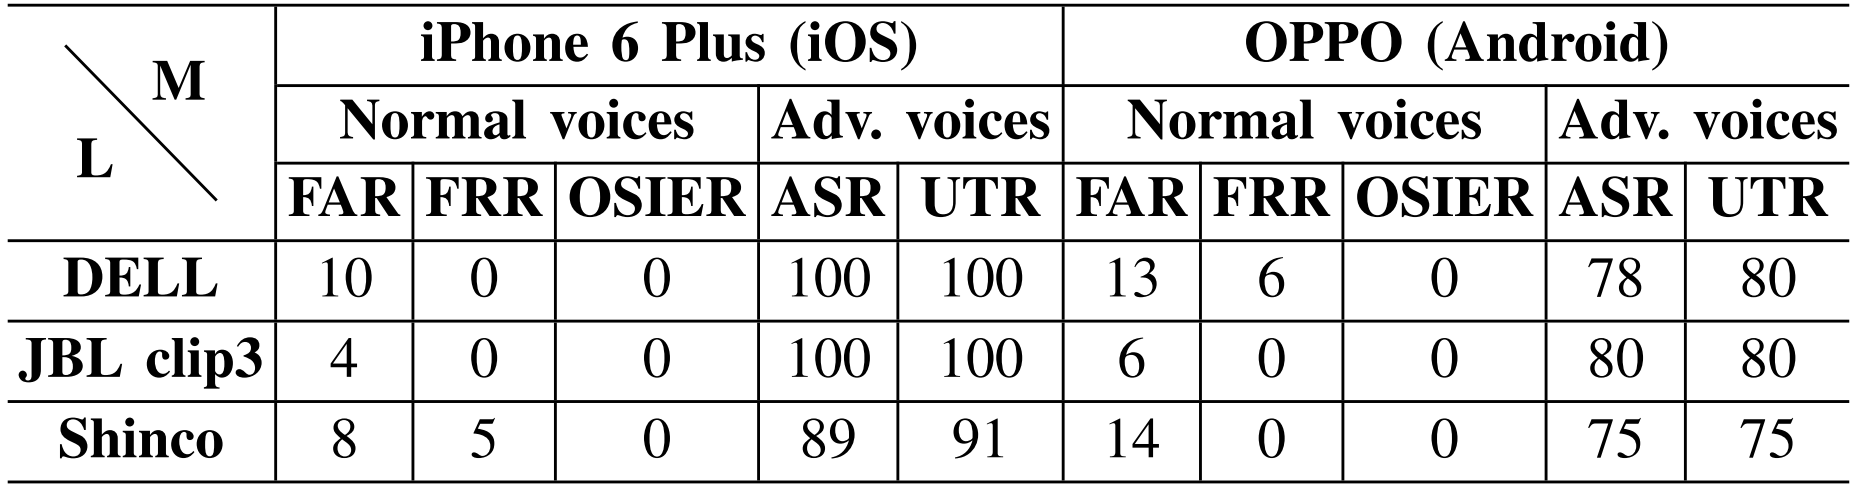 M
L
iPhone 6 Plus (iOS) OPPO (Android)
Normal voices Adv. voices Normal voices Adv. voices
FAR FRR OSIER ASR UTR FAR FRR OSIER ASR UTR
DELL 10 0 0 100 100 13 6 0 78 80
JBL clip3 4 0 0 100 100 6 0 0 80 80
Shinco 8 5 0 89 91 14 0 0 75 75